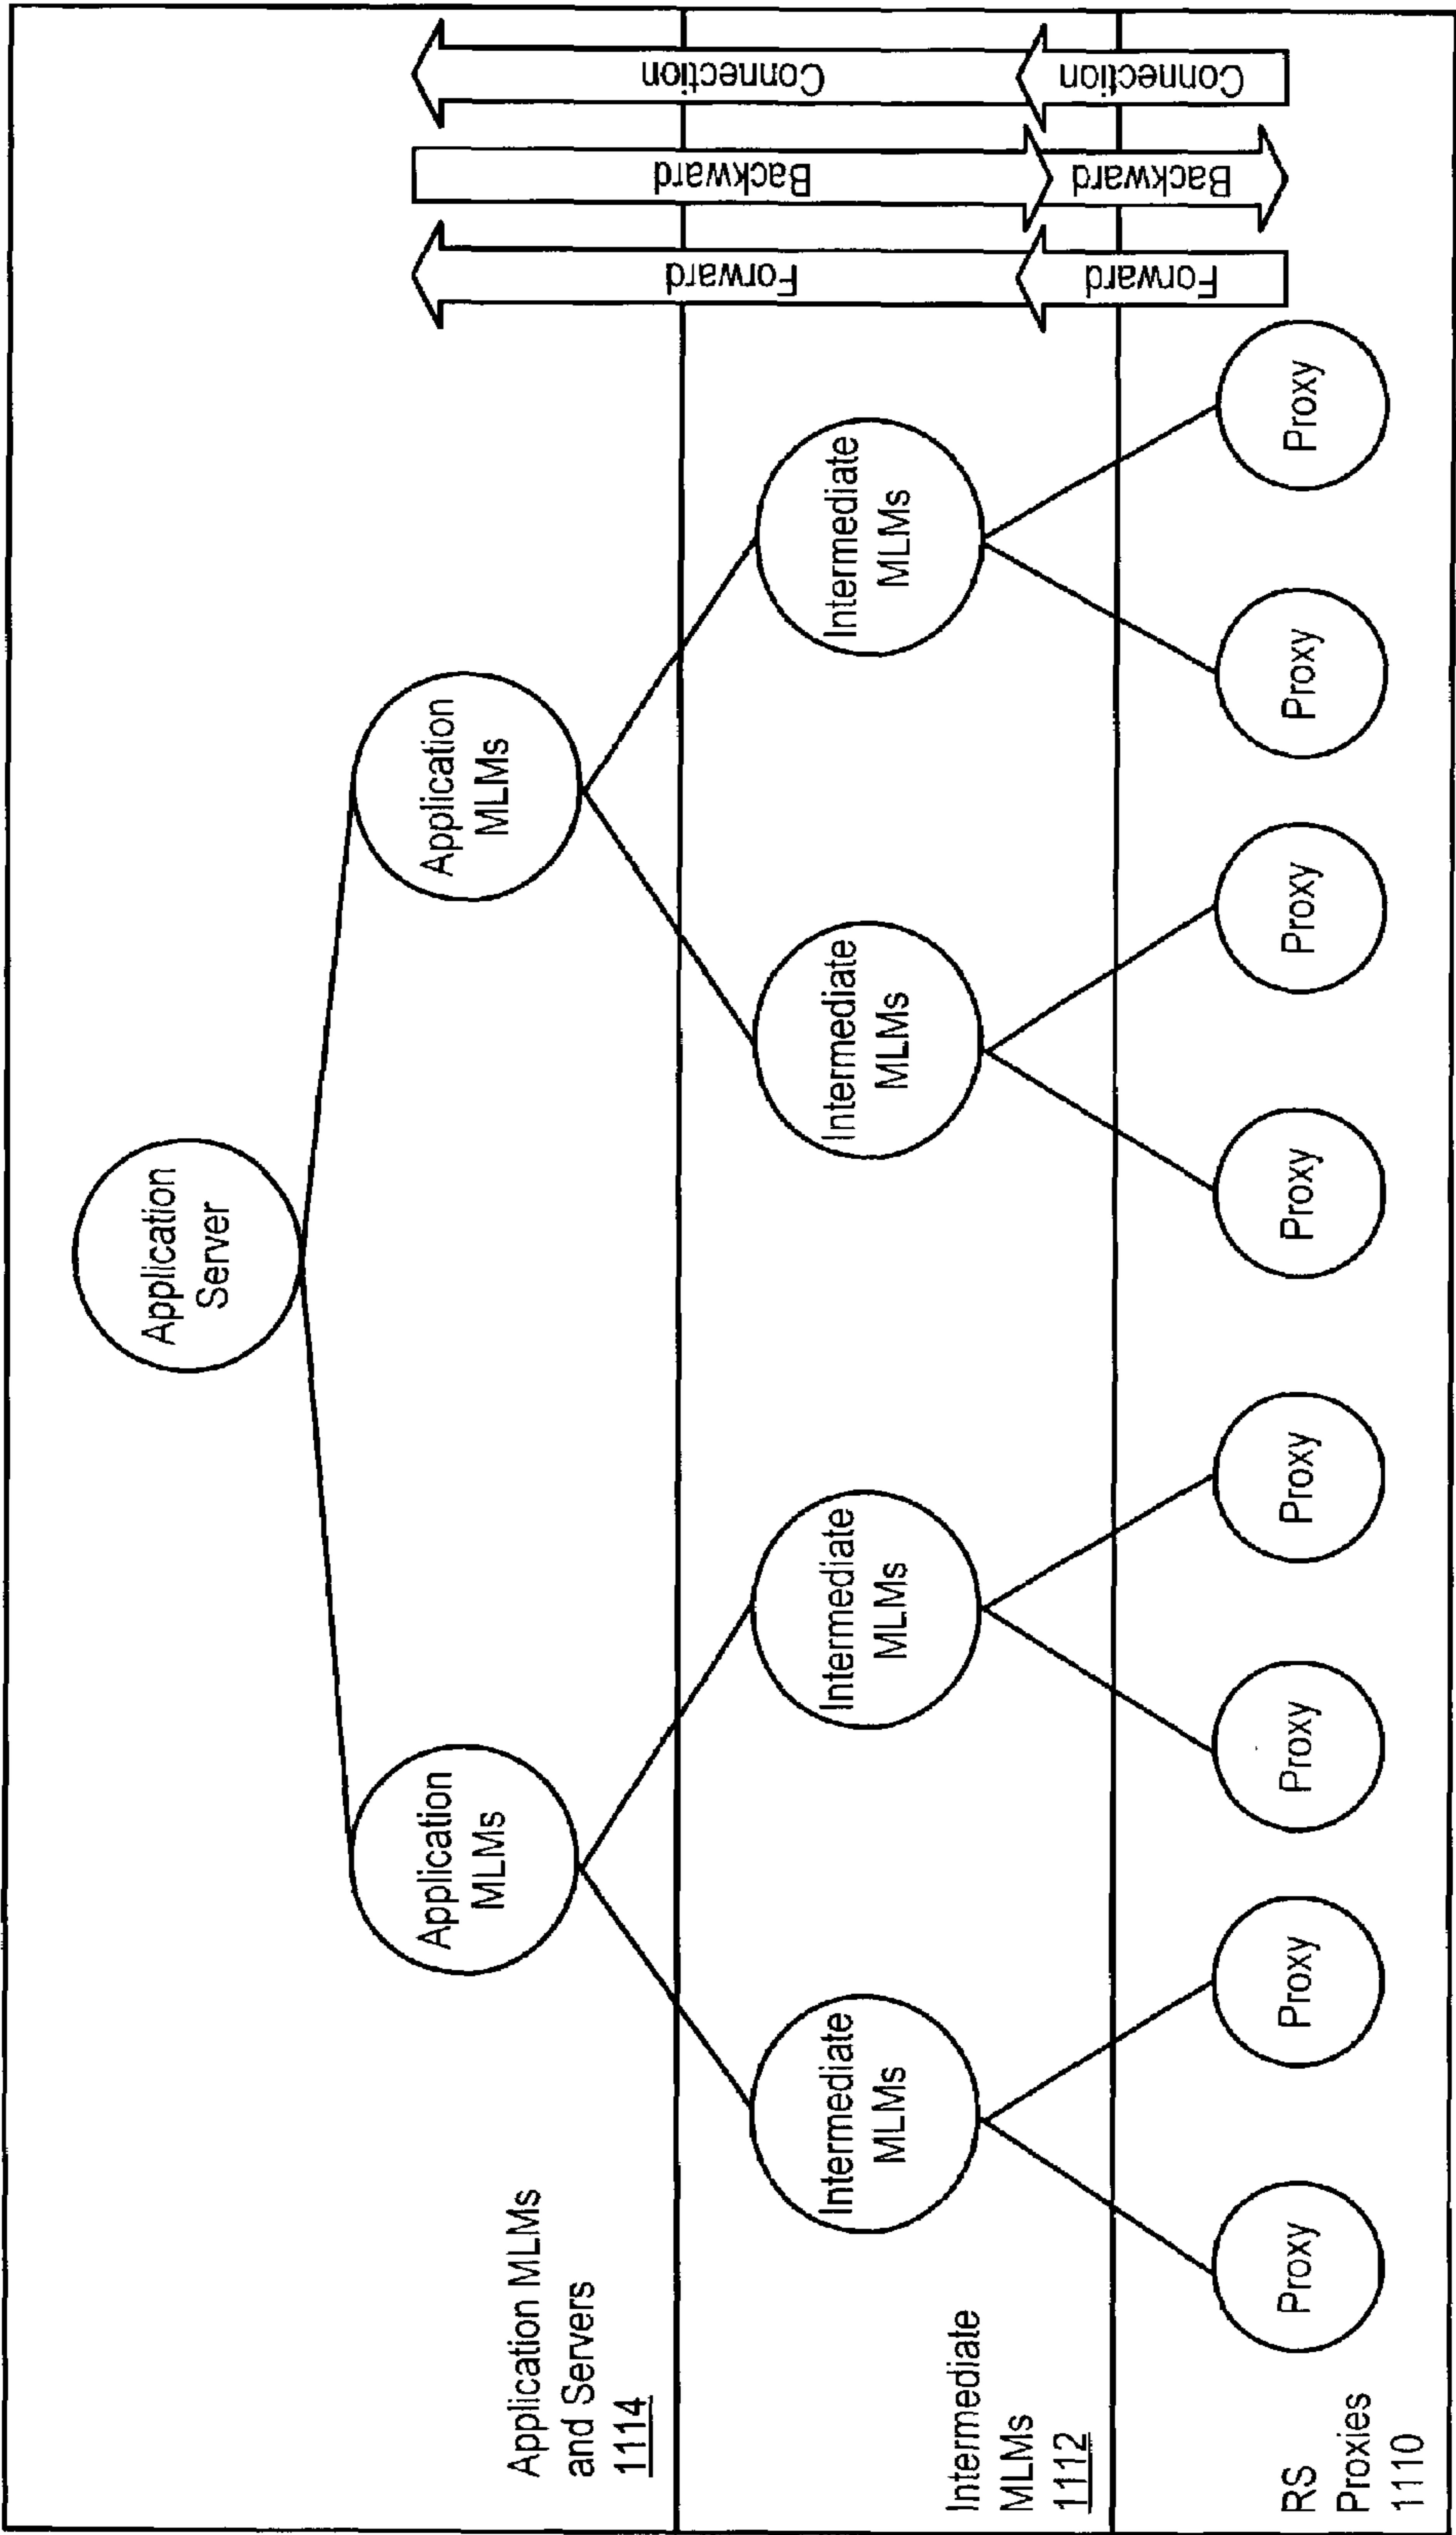 Application
Server
Application
MLMs
Application
MLMs
Application MLMs
and Servers
1114
Intermediate
MLMs
Intermediate
MLMs
Intermediate
MLMs
Intermediate
MLMs
Intermediate
MLMs
1112
Proxy
Proxy
Proxy
Proxy
Proxy
Proxy
Proxy
Proxy
RS
Proxies
1110
Forward
Backward
Connection
Forward
Backward
Connection